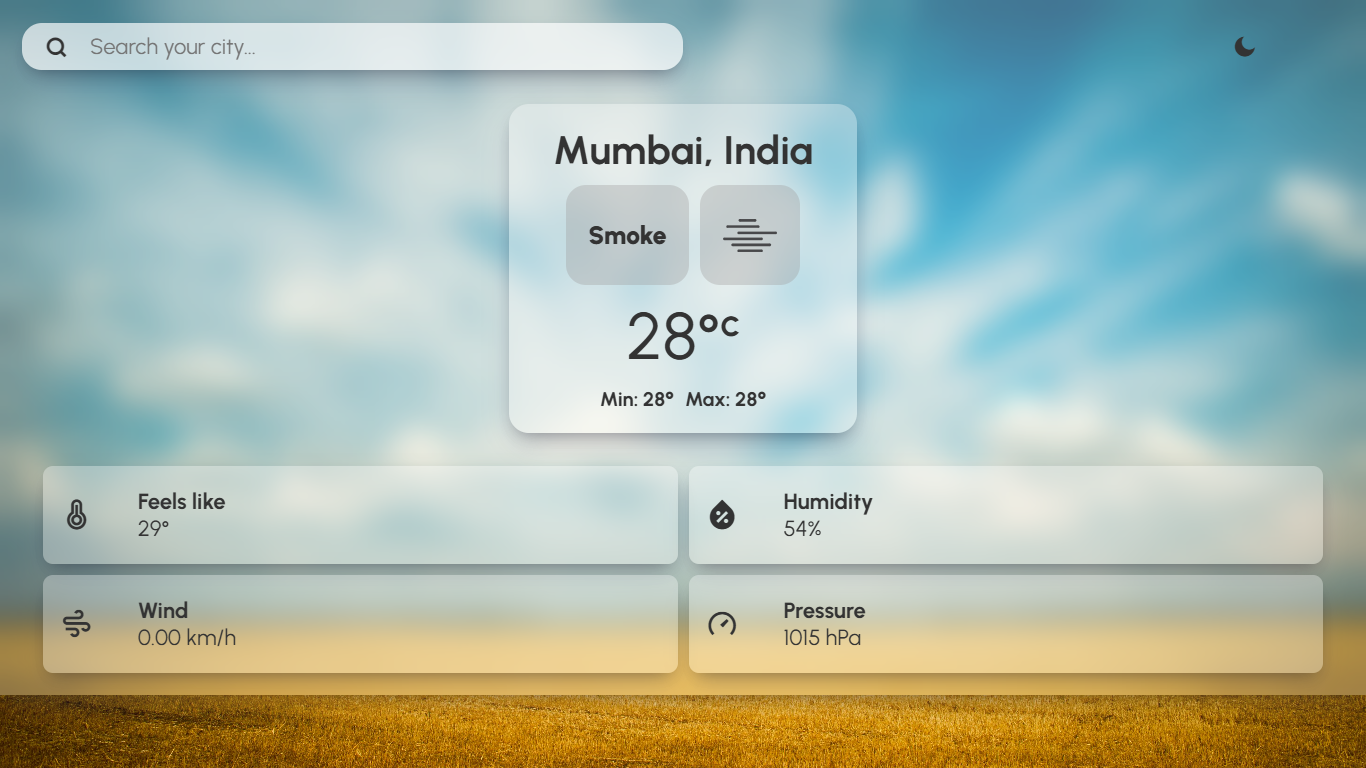 Search your city...
Mumbai, India
Smoke
28°C
Min: 28° Max: 28°
Feels like
29°
Humidity
54%
Wind
0.00 km/h
Pressure
1015 hPa